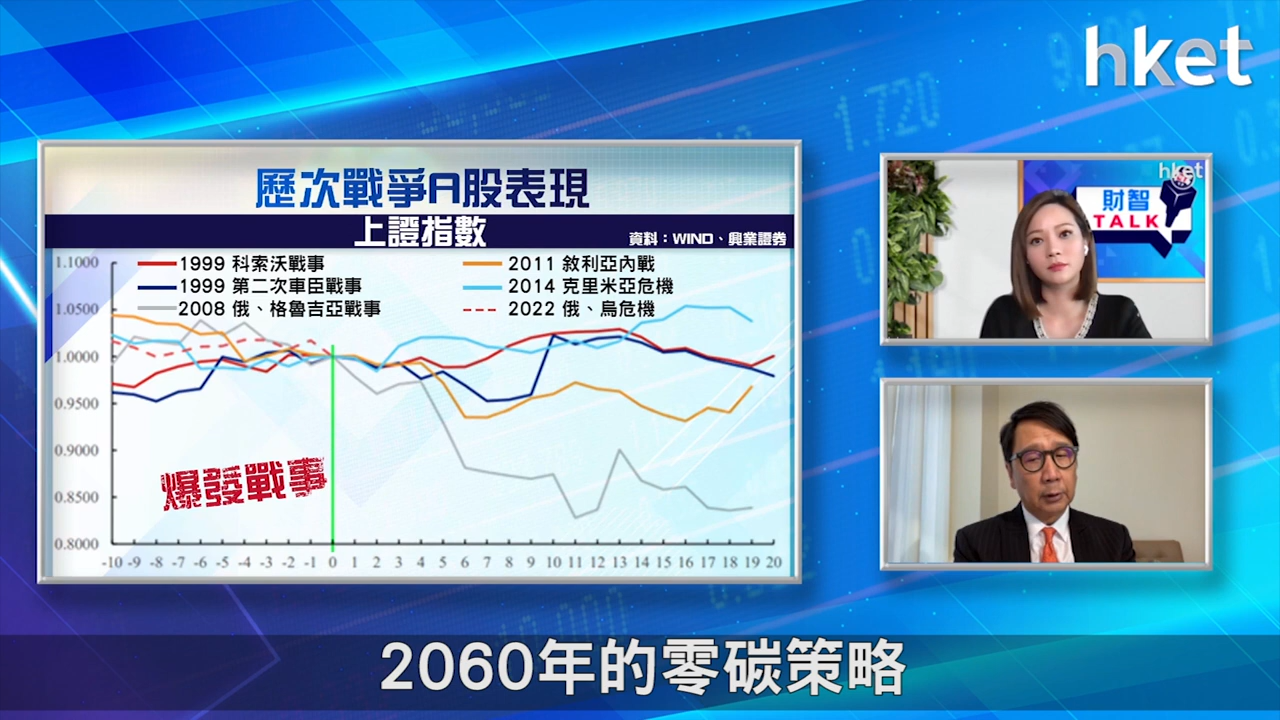 hket
歷次戰爭A股表現
上證指數
資料：WIND、興業證券
1999 科索沃戰事
2011 敘利亞內戰
1999 第二次車臣戰事
2014 克里米亞危機
2008 俄、格魯吉亞戰事
2022 俄、烏危機
1.1000
1.0500
1.0000
0.9500
0.9000
0.8500
0.8000
爆發戰事
-10 -9 -8 -7 -6 -5 -4 -3 -2 -1 0 1 2 3 4 5 6 7 8 9 10 11 12 13 14 15 16 17 18 19 20
hket
財智
TALK
1.720
2060年的零碳策略